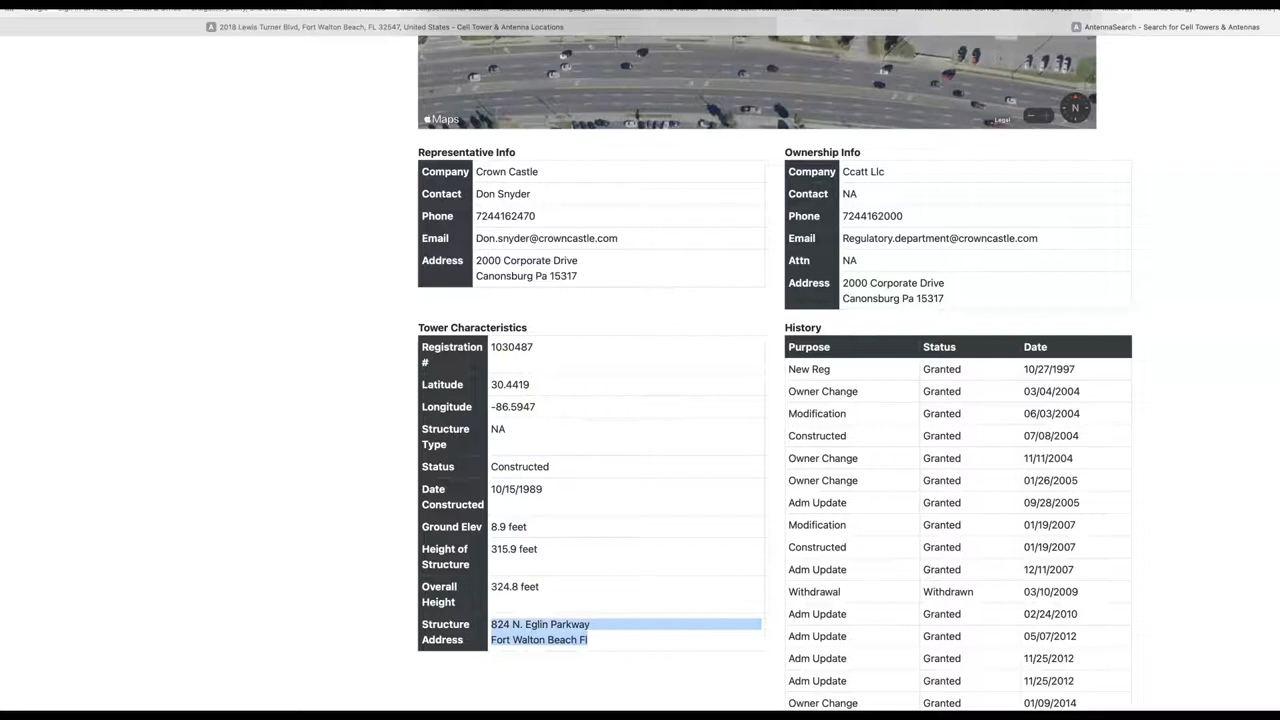 2018 Lewis Turner Blvd, Fort Walton Beach, FL 32547, United States - Cell Tower & Antenna Locations
AntennaSearch - Search for Cell Towers & Antennas
Maps
Legal
N
Representative Info
Company Crown Castle
Contact Don Snyder
Phone 7244162470
Email Don.snyder@crowncastle.com
Address 2000 Corporate Drive
Canonsburg Pa 15317
Ownership Info
Company Ccatt Llc
Contact NA
Phone 7244162000
Email Regulatory.department@crowncastle.com
Attn NA
Address 2000 Corporate Drive
Canonsburg Pa 15317
Tower Characteristics
Registration 1030487
#
Latitude 30.4419
Longitude -86.5947
Structure NA
Type
Status Constructed
Date 10/15/1989
Constructed
Ground Elev 8.9 feet
Height of 315.9 feet
Structure
Overall 324.8 feet
Height
Structure 824 N. Eglin Parkway
Address Fort Walton Beach Fl
History
Purpose Status Date
New Reg Granted 10/27/1997
Owner Change Granted 03/04/2004
Modification Granted 06/03/2004
Constructed Granted 07/08/2004
Owner Change Granted 11/11/2004
Owner Change Granted 01/26/2005
Adm Update Granted 09/28/2005
Modification Granted 01/19/2007
Constructed Granted 01/19/2007
Adm Update Granted 12/11/2007
Withdrawal Withdrawn 03/10/2009
Adm Update Granted 02/24/2010
Adm Update Granted 05/07/2012
Adm Update Granted 11/25/2012
Adm Update Granted 11/25/2012
Owner Change Granted 01/09/2014